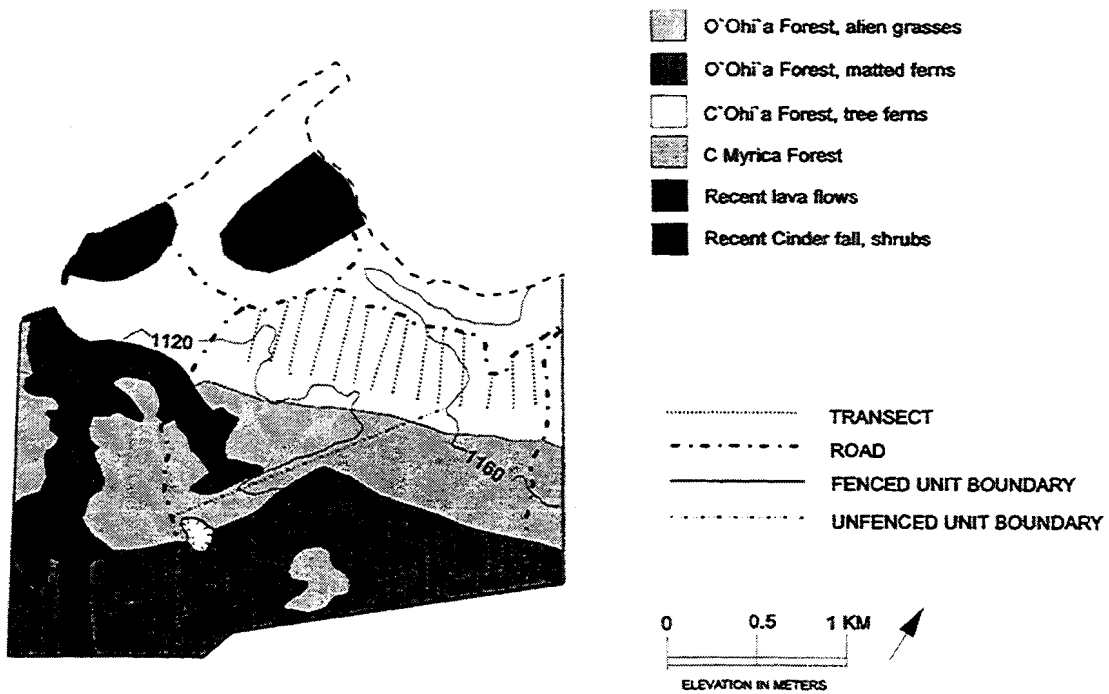 O`Ohi`a Forest, alien grasses
O`Ohi`a Forest, matted ferns
C`Ohi`a Forest, tree ferns
C Myrica Forest
Recent lava flows
Recent Cinder fall, shrubs
1120
1160
TRANSECT
ROAD
FENCED UNIT BOUNDARY
UNFENCED UNIT BOUNDARY
0 0.5 1 KM
ELEVATION IN METERS